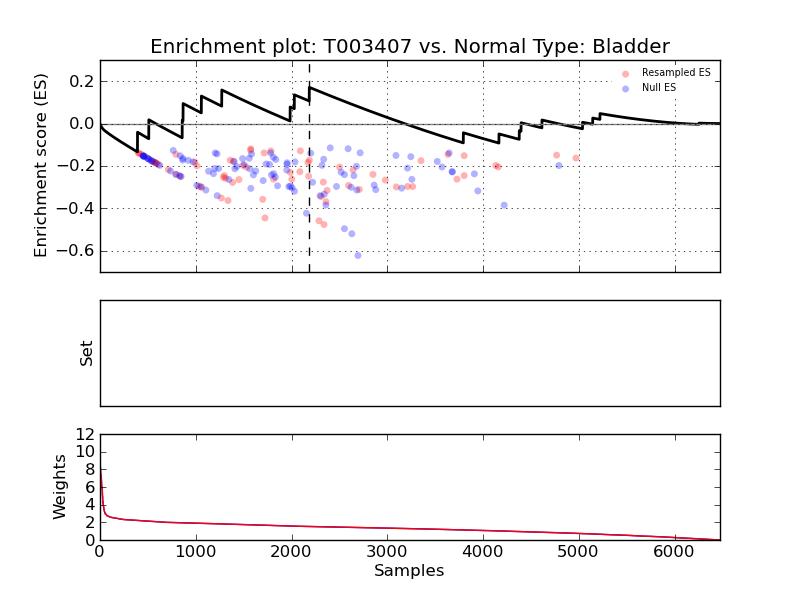 Enrichment plot: T003407 vs. Normal Type: Bladder
Enrichment score (ES)
0.2
0.0
−0.2
−0.4
−0.6
Resampled ES
Null ES
Set
Weights
12
10
8
6
4
2
0
0 1000 2000 3000 4000 5000 6000
Samples